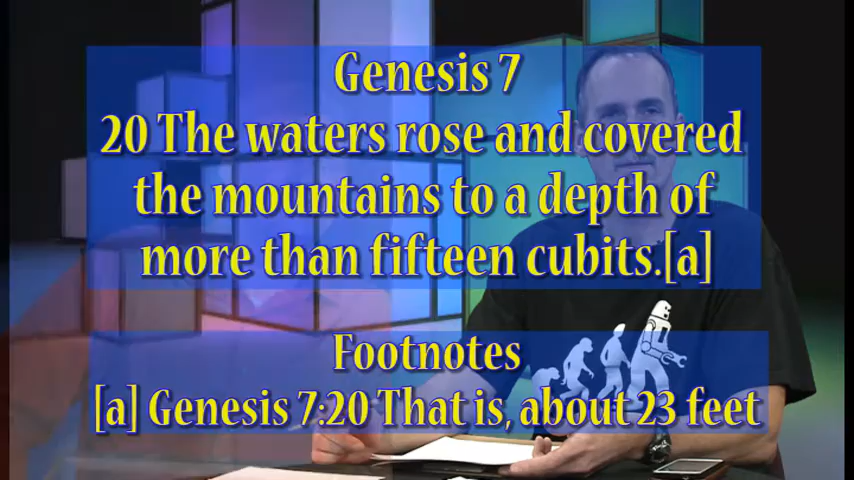 Genesis 7
20 The waters rose and covered
the mountains to a depth of
more than fifteen cubits.[a]
Footnotes
[a] Genesis 7:20 That is, about 23 feet